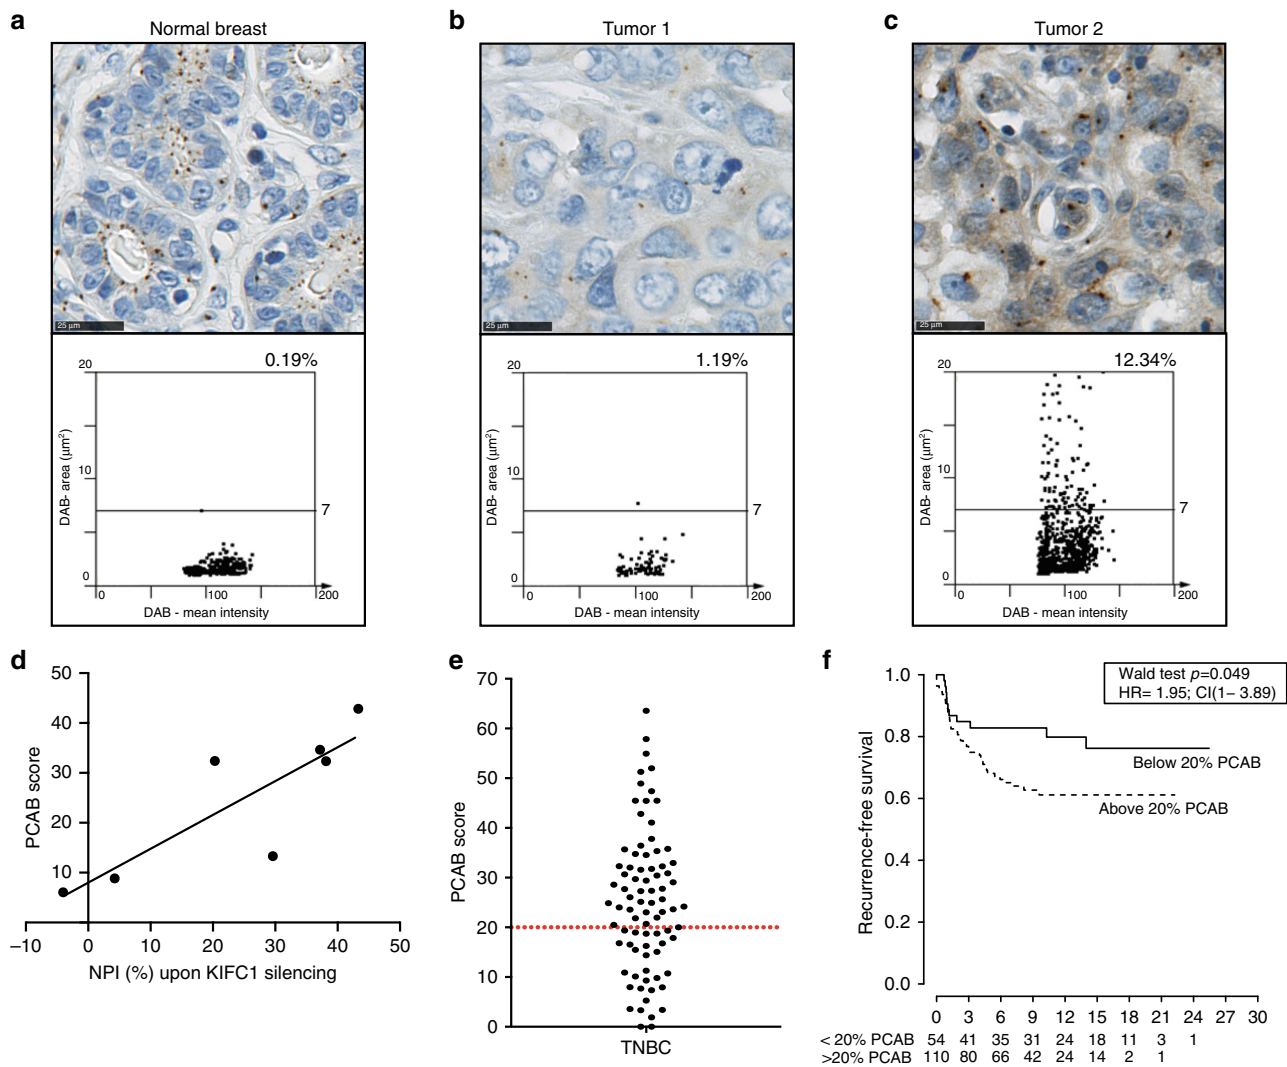 a
Normal breast
25 µm
0.19%
20
10
0
DAB- area (µm²)
7
0
100
200
DAB - mean intensity
b
Tumor 1
25 µm
1.19%
20
10
0
DAB- area (µm²)
7
0
100
200
DAB - mean intensity
c
Tumor 2
25 µm
12.34%
20
10
0
DAB- area (µm²)
7
0
100
200
DAB - mean intensity
d
50
40
30
20
10
PCAB score
–10 0 10 20 30 40 50
NPI (%) upon KIFC1 silencing
e
70
60
50
40
30
20
10
0
PCAB score
TNBC
f
1.0
0.8
0.6
0.4
0.2
0.0
Recurrence-free survival
Wald test p=0.049
HR= 1.95; CI(1– 3.89)
Below 20% PCAB
Above 20% PCAB
0 3 6 9 12 15 18 21 24 27 30
< 20% PCAB 54 41 35 31 24 18 11 3 1
>20% PCAB 110 80 66 42 24 14 2 1